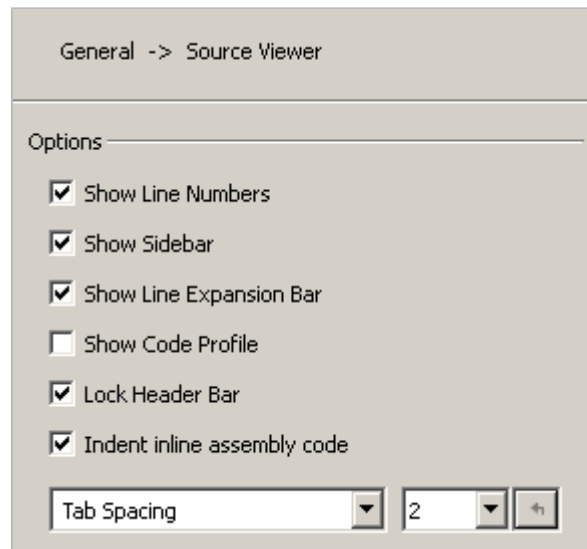 General -> Source Viewer
Options
Show Line Numbers
Show Sidebar
Show Line Expansion Bar
Show Code Profile
Lock Header Bar
Indent inline assembly code
Tab Spacing 2